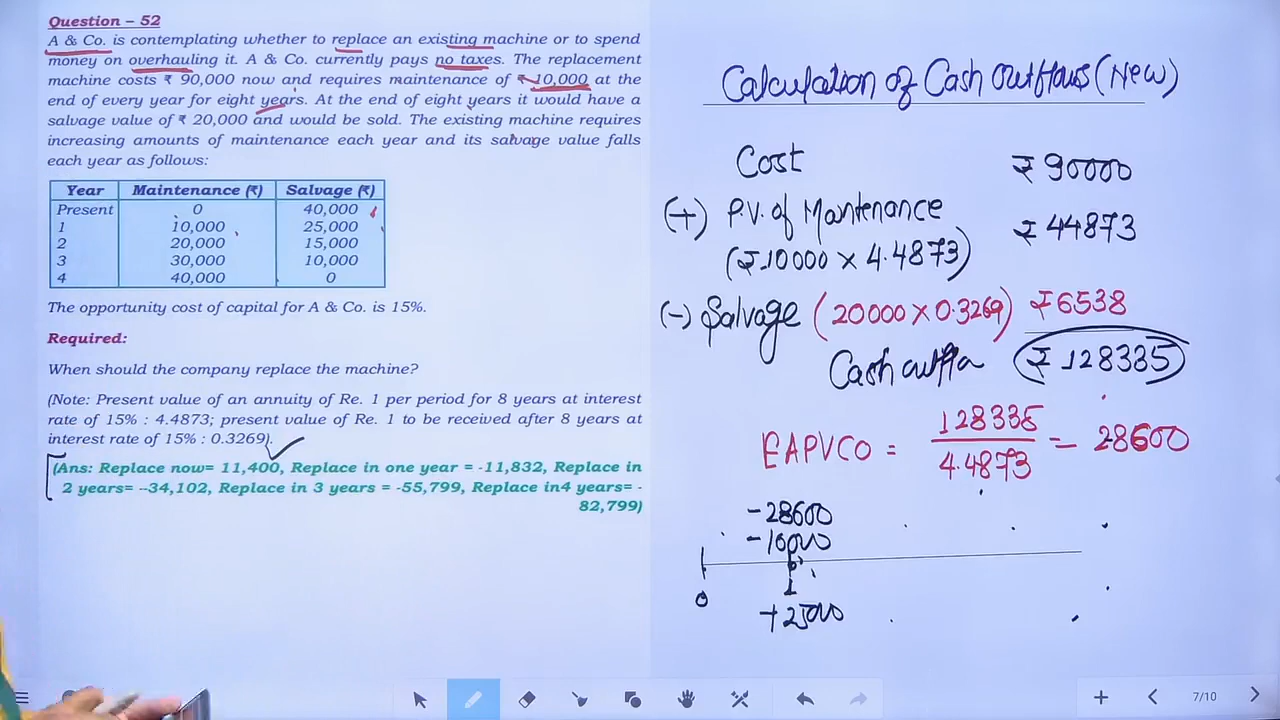 Question – 52
A & Co. is contemplating whether to replace an existing machine or to spend
money on overhauling it. A & Co. currently pays no taxes. The replacement
machine costs ₹ 90,000 now and requires maintenance of ₹ 10,000 at the
end of every year for eight years. At the end of eight years it would have a
salvage value of ₹ 20,000 and would be sold. The existing machine requires
increasing amounts of maintenance each year and its salvage value falls
each year as follows:
Year Maintenance (₹) Salvage (₹)
Present 0 40,000
1 10,000 25,000
2 20,000 15,000
3 30,000 10,000
4 40,000 0
The opportunity cost of capital for A & Co. is 15%.
Required:
When should the company replace the machine?
(Note: Present value of an annuity of Re. 1 per period for 8 years at interest
rate of 15% : 4.4873; present value of Re. 1 to be received after 8 years at
interest rate of 15% : 0.3269).
(Ans: Replace now= 11,400, Replace in one year = -11,832, Replace in
2 years= --34,102, Replace in 3 years = -55,799, Replace in4 years= -
82,799)
Calculation of Cash Outflows (New)
Cost ₹ 90000
(+) P.V. of Mantenance ₹ 44873
(₹ 10000 × 4.4873)
(-) Salvage (20000 × 0.3269) ₹ 6538
Cash outflo ₹ 128335
EAPVCO = 128335 / 4.4873 = 28600
-28600
-10000
0 1
+25000
7/10